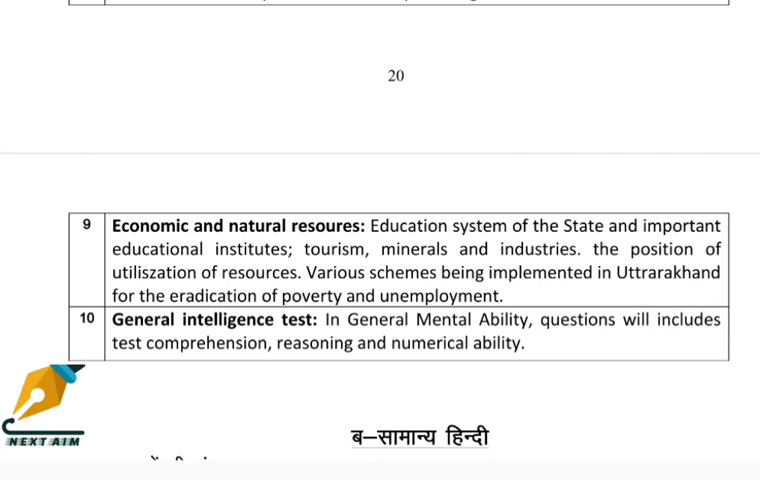 20
9 Economic and natural resoures: Education system of the State and important
educational institutes; tourism, minerals and industries. the position of
utiliszation of resources. Various schemes being implemented in Uttrarakhand
for the eradication of poverty and unemployment.
10 General intelligence test: In General Mental Ability, questions will includes
test comprehension, reasoning and numerical ability.
NEXT AIM
ब–सामान्य हिन्दी